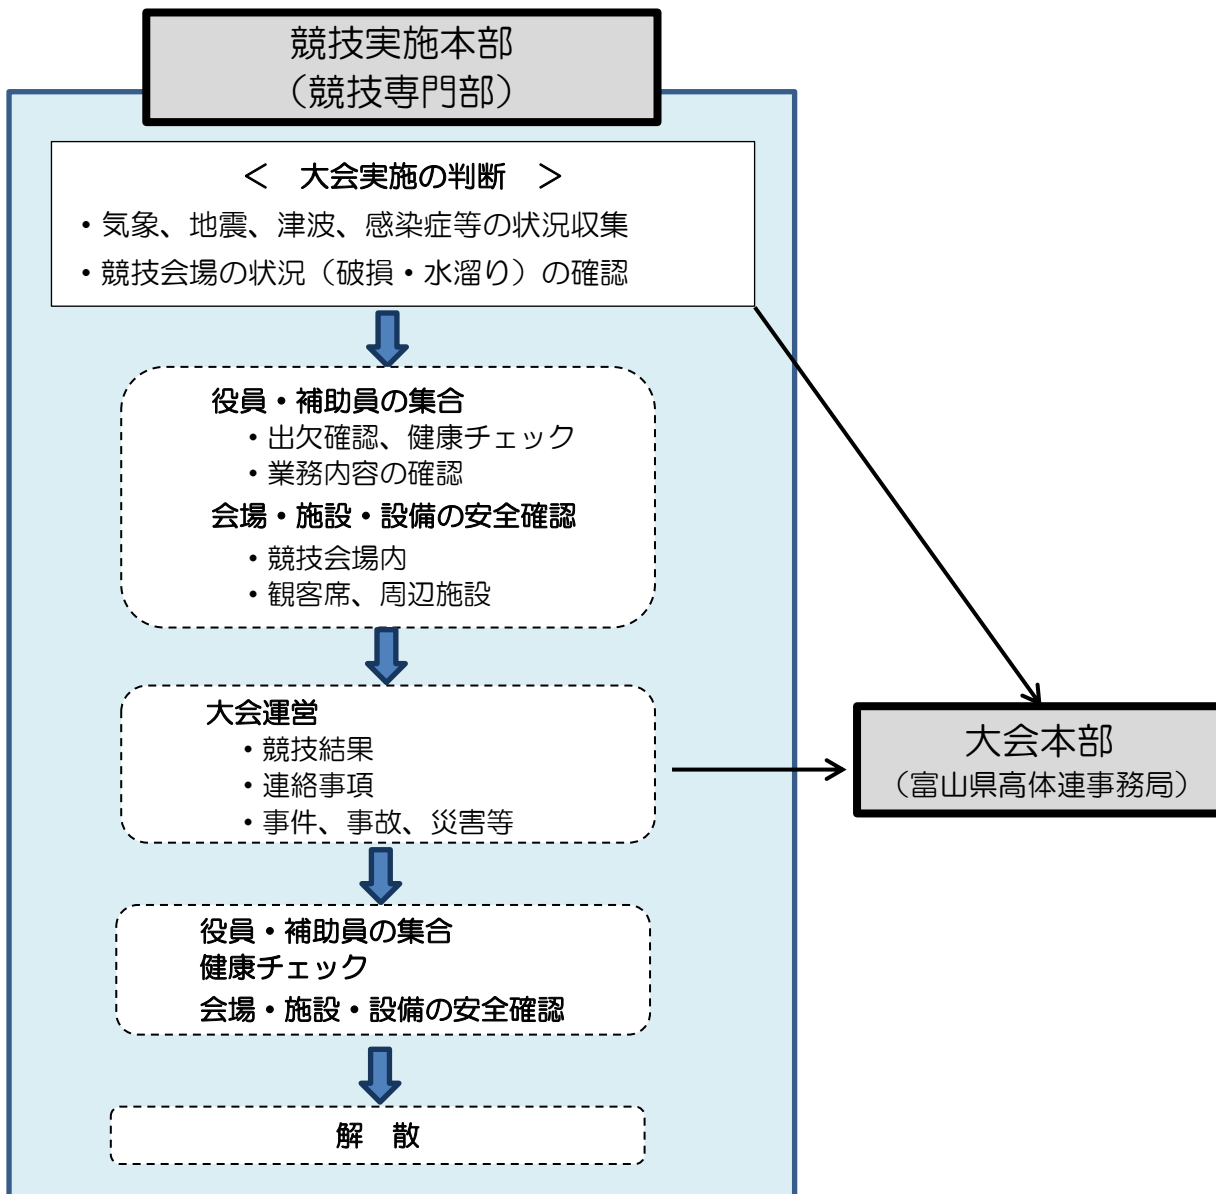 競技実施本部
（競技専門部）
＜　大会実施の判断　＞
・気象、地震、津波、感染症等の状況収集
・競技会場の状況（破損・水溜り）の確認
役員・補助員の集合
・出欠確認、健康チェック
・業務内容の確認
会場・施設・設備の安全確認
・競技会場内
・観客席、周辺施設
大会運営
・競技結果
・連絡事項
・事件、事故、災害等
大会本部
（富山県高体連事務局）
役員・補助員の集合
健康チェック
会場・施設・設備の安全確認
解　散